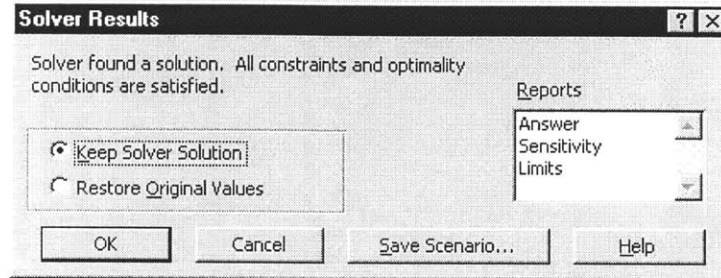 Solver Results
Solver found a solution. All constraints and optimality
conditions are satisfied.
Reports
Answer
Sensitivity
Limits
Keep Solver Solution
Restore Original Values
OK
Cancel
Save Scenario...
Help